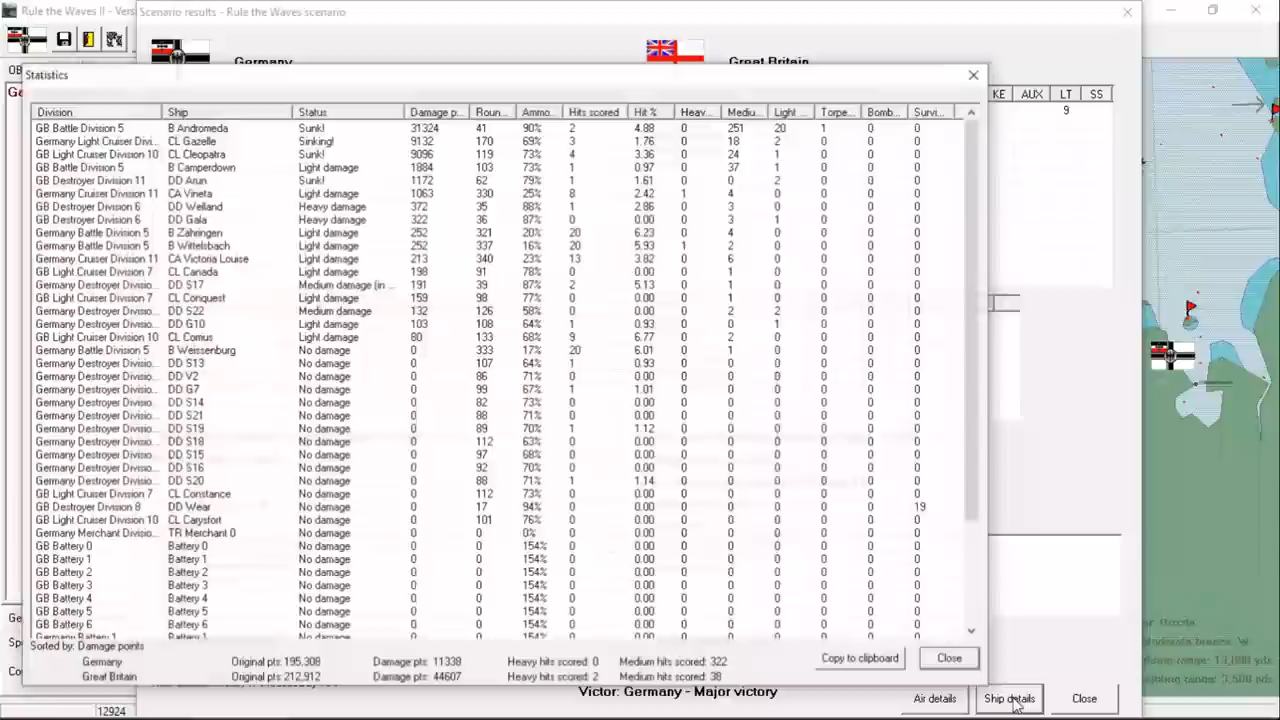 Rule the Waves II - Vers
Scenario results - Rule the Waves scenario
Germany
Great Britain
KE AUX LT SS
9
Statistics
Division Ship Status Damage p... Roun... Ammo... Hits scored Hit % Heav... Mediu... Light ... Torpe... Bomb... Survi...
GB Battle Division 5 B Andromeda Sunk! 31324 41 90% 2 4.88 0 251 20 1 0 0
Germany Light Cruiser Divi... CL Gazelle Sinking! 9132 170 69% 3 1.76 0 18 2 0 0 0
GB Light Cruiser Division 10 CL Cleopatra Sunk! 9096 119 73% 4 3.36 0 24 1 0 0 0
GB Battle Division 5 B Camperdown Light damage 1884 103 73% 1 0.97 0 37 1 0 0 0
GB Destroyer Division 11 DD Arun Sunk! 1172 62 79% 1 1.61 0 0 2 0 0 0
Germany Cruiser Division 11 CA Vineta Light damage 1063 330 25% 8 2.42 1 4 0 0 0 0
GB Destroyer Division 6 DD Welland Heavy damage 372 35 88% 1 2.86 0 3 0 0 0 0
GB Destroyer Division 6 DD Gala Heavy damage 322 36 87% 0 0.00 0 3 1 0 0 0
Germany Battle Division 5 B Zähringen Light damage 252 321 20% 20 6.23 0 4 0 0 0 0
Germany Battle Division 5 B Wittelsbach Light damage 252 337 16% 20 5.93 1 2 0 0 0 0
Germany Cruiser Division 11 CA Victoria Louise Light damage 213 340 23% 13 3.82 0 6 0 0 0 0
GB Light Cruiser Division 7 CL Canada Light damage 198 91 78% 0 0.00 0 1 0 0 0 0
Germany Destroyer Divisio... DD S17 Medium damage (in ... 191 39 87% 2 5.13 0 1 0 0 0 0
GB Light Cruiser Division 7 CL Conquest Light damage 159 98 77% 0 0.00 0 1 0 0 0 0
Germany Destroyer Divisio... DD S22 Medium damage 132 126 58% 0 0.00 0 2 2 0 0 0
Germany Destroyer Divisio... DD G10 Light damage 103 108 64% 1 0.93 0 0 1 0 0 0
GB Light Cruiser Division 10 CL Comus Light damage 80 133 68% 9 6.77 0 2 0 0 0 0
Germany Battle Division 5 B Weissenburg No damage 0 333 17% 20 6.01 0 1 0 0 0 0
Germany Destroyer Divisio... DD S13 No damage 0 107 64% 1 0.93 0 0 0 0 0 0
Germany Destroyer Divisio... DD V2 No damage 0 86 71% 0 0.00 0 0 0 0 0 0
Germany Destroyer Divisio... DD G7 No damage 0 99 67% 1 1.01 0 0 0 0 0 0
Germany Destroyer Divisio... DD S14 No damage 0 82 73% 0 0.00 0 0 0 0 0 0
Germany Destroyer Divisio... DD S21 No damage 0 88 71% 0 0.00 0 0 0 0 0 0
Germany Destroyer Divisio... DD S19 No damage 0 89 70% 1 1.12 0 0 0 0 0 0
Germany Destroyer Divisio... DD S18 No damage 0 112 63% 0 0.00 0 0 0 0 0 0
Germany Destroyer Divisio... DD S15 No damage 0 97 68% 0 0.00 0 0 0 0 0 0
Germany Destroyer Divisio... DD S16 No damage 0 92 70% 0 0.00 0 0 0 0 0 0
Germany Destroyer Divisio... DD S20 No damage 0 88 71% 1 1.14 0 0 0 0 0 0
GB Light Cruiser Division 7 CL Constance No damage 0 112 73% 0 0.00 0 0 0 0 0 0
GB Destroyer Division 8 DD Wear No damage 0 17 94% 0 0.00 0 0 0 0 0 19
GB Light Cruiser Division 10 CL Carysfort No damage 0 101 76% 0 0.00 0 0 0 0 0 0
Germany Merchant Divisio... TR Merchant 0 No damage 0 0 0% 0 0.00 0 0 0 0 0 0
GB Battery 0 Battery 0 No damage 0 0 154% 0 0.00 0 0 0 0 0 0
GB Battery 1 Battery 1 No damage 0 0 154% 0 0.00 0 0 0 0 0 0
GB Battery 2 Battery 2 No damage 0 0 154% 0 0.00 0 0 0 0 0 0
GB Battery 3 Battery 3 No damage 0 0 154% 0 0.00 0 0 0 0 0 0
GB Battery 4 Battery 4 No damage 0 0 154% 0 0.00 0 0 0 0 0 0
GB Battery 5 Battery 5 No damage 0 0 154% 0 0.00 0 0 0 0 0 0
GB Battery 6 Battery 6 No damage 0 0 154% 0 0.00 0 0 0 0 0 0
Germany Battery 1 Battery 1 No damage 0 0 154% 0 0.00 0 0 0 0 0 0
Sorted by: Damage points
Germany Original pts: 195,308 Damage pts: 11338 Heavy hits scored: 0 Medium hits scored: 322
Great Britain Original pts: 212,912 Damage pts: 44607 Heavy hits scored: 2 Medium hits scored: 38
Copy to clipboard Close
Victor: Germany - Major victory
Air details Ship details Close
12924